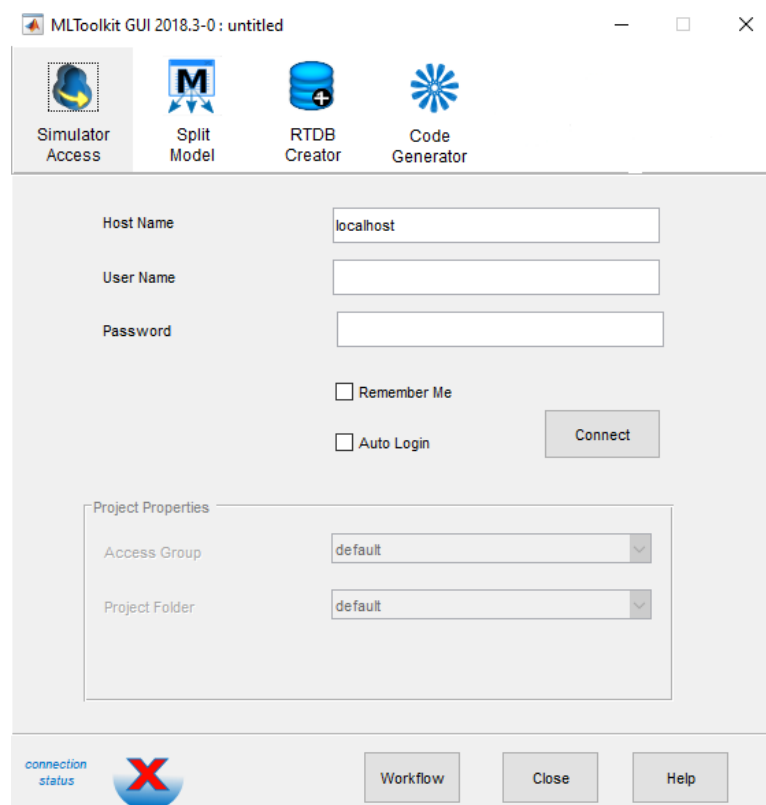 MLToolkit GUI 2018.3-0 : untitled
Simulator
Access
Split
Model
RTDB
Creator
Code
Generator
Host Name
localhost
User Name
Password
Remember Me
Auto Login
Connect
Project Properties
Access Group
default
Project Folder
default
connection
status
Workflow
Close
Help